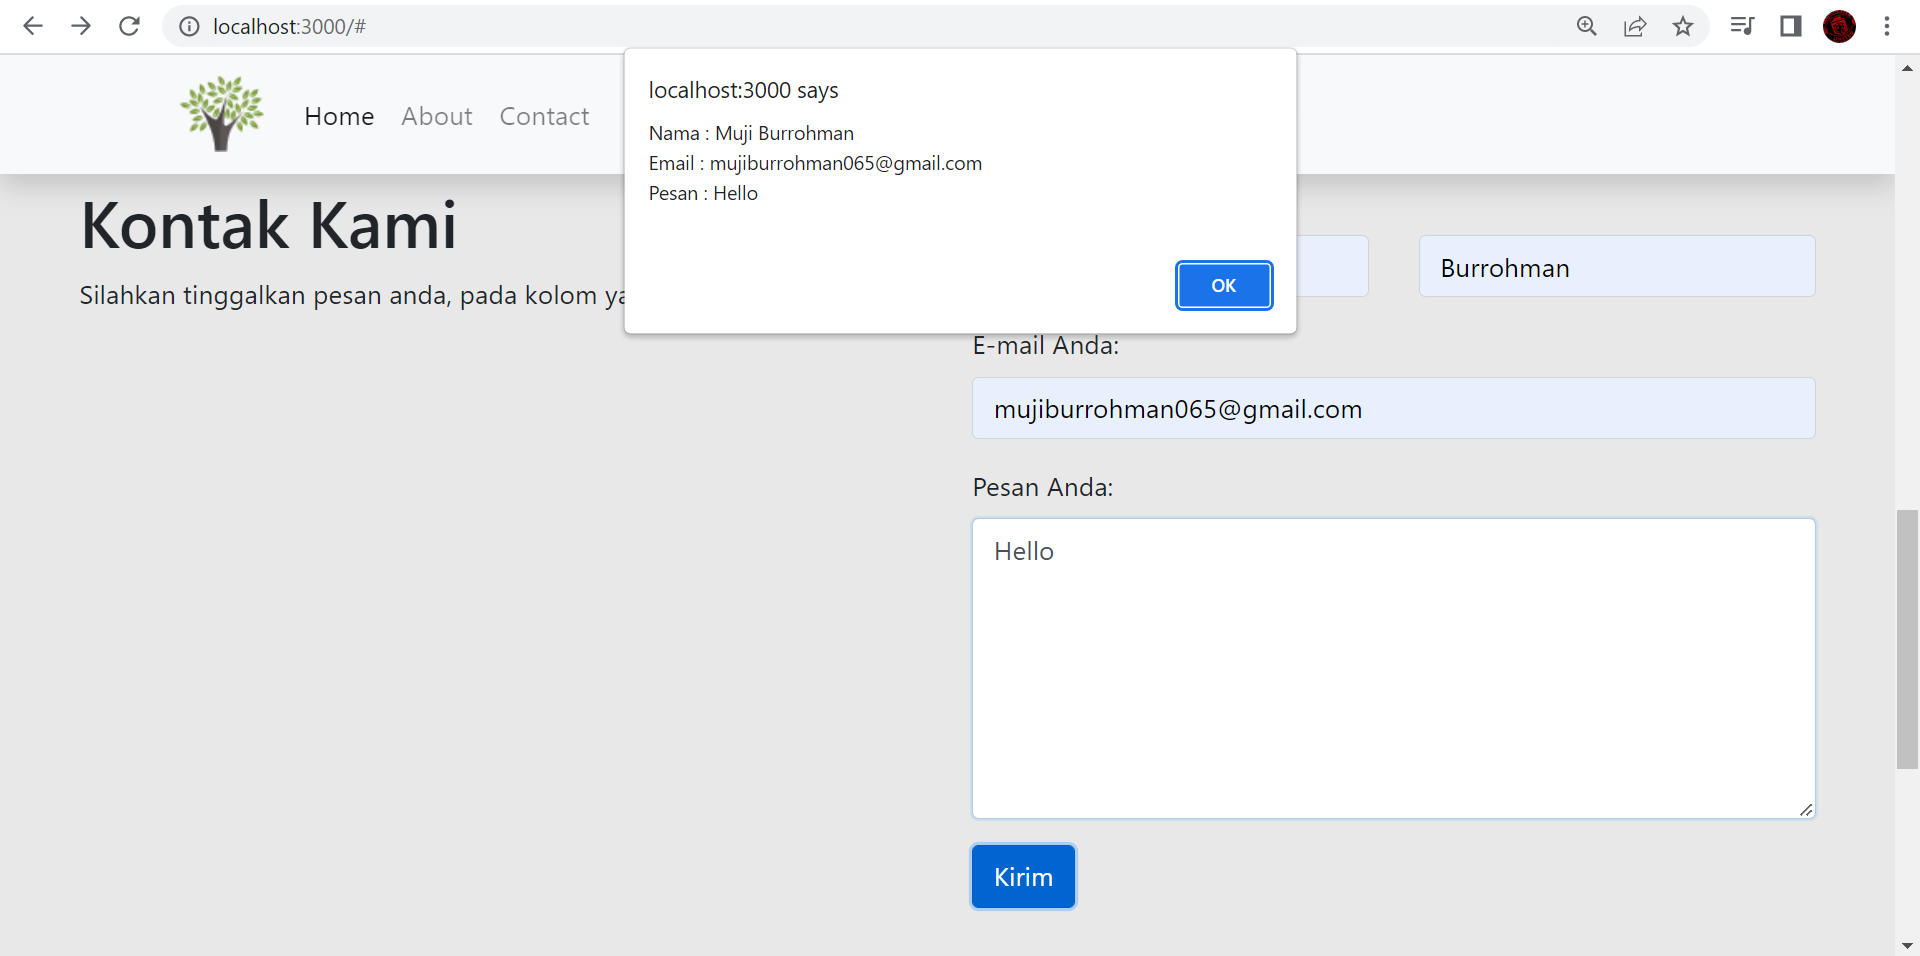 localhost:3000/#
localhost:3000 says
Nama : Muji Burrohman
Email : mujiburrohman065@gmail.com
Pesan : Hello
OK
Home About Contact
Kontak Kami
Silahkan tinggalkan pesan anda, pada kolom
Burrohman
E-mail Anda:
mujiburrohman065@gmail.com
Pesan Anda:
Hello
Kirim